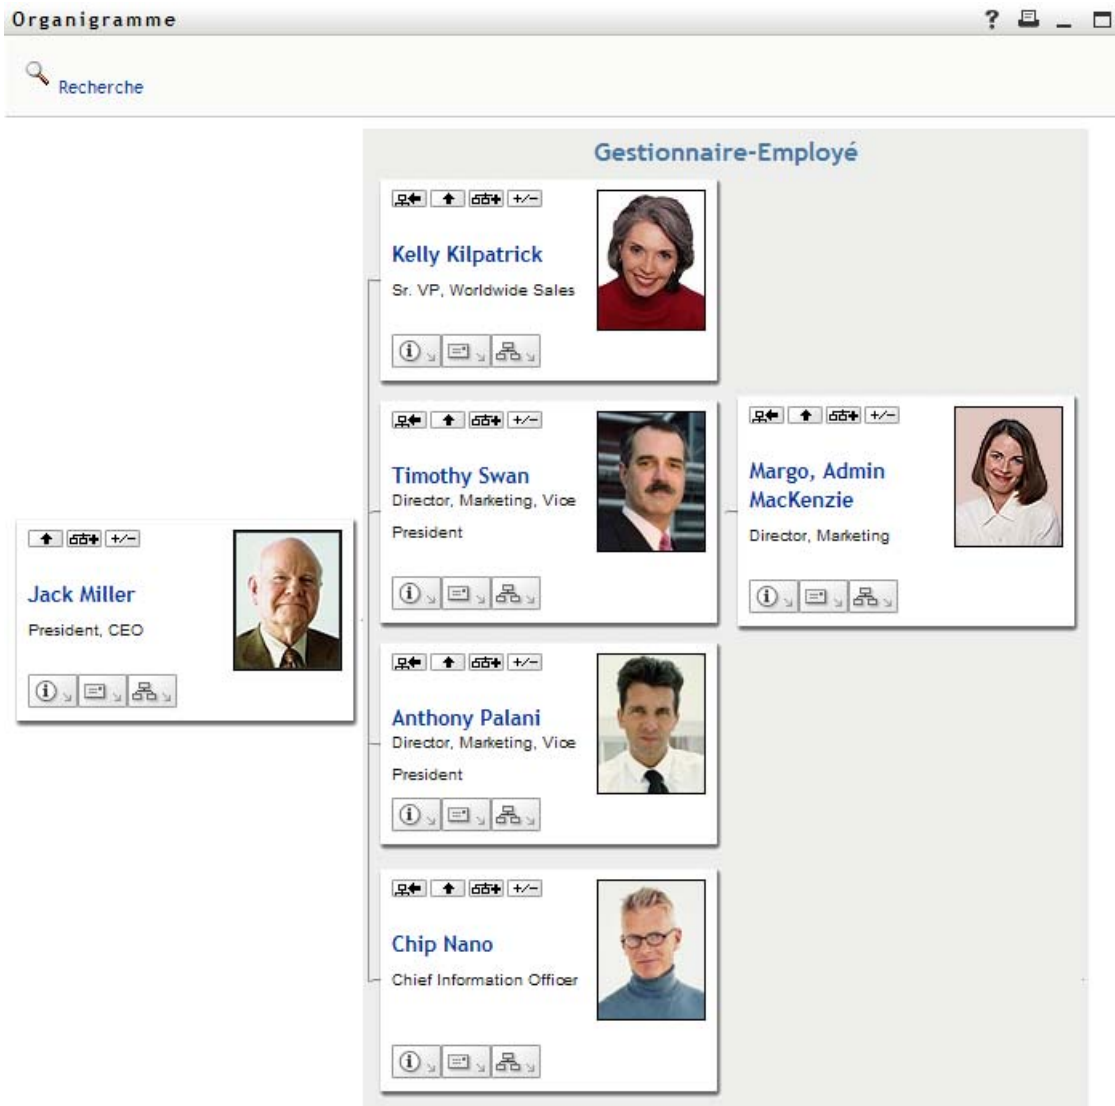 Organigramme
Recherche
Gestionnaire-Employé
+/-
Kelly Kilpatrick
Sr. VP, Worldwide Sales
+/-
Timothy Swan
Director, Marketing, Vice
President
+/-
Margo, Admin
MacKenzie
Director, Marketing
+/-
Jack Miller
President, CEO
+/-
Anthony Palani
Director, Marketing, Vice
President
+/-
Chip Nano
Chief Information Officer